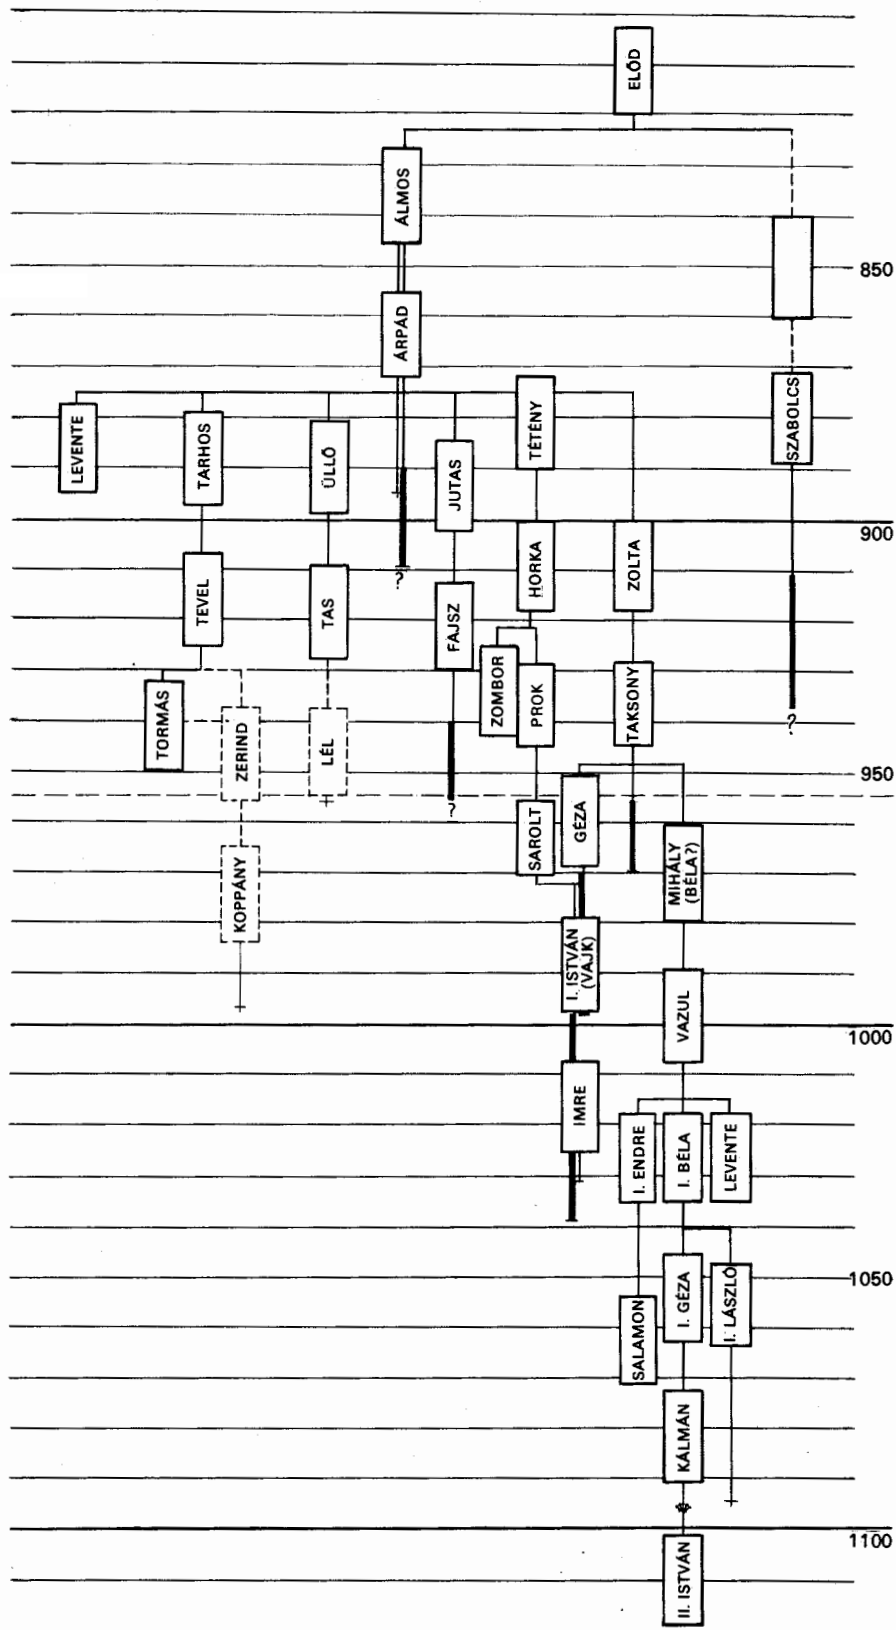 ELŐD
ÁLMOS
850
ÁRPÁD
LEVENTE
TARHOS
ÜLLŐ
JUTAS
TÉTÉNY
SZABOLCS
900
?
TEVEL
TAS
FAJSZ
HORKA
ZOLTA
ZOMBOR
PROK
TAKSONY
?
TORMÁS
ZERIND
LÉL
950
?
KOPPÁNY
SAROLT
GÉZA
MIHÁLY
(BÉLA?)
I. ISTVÁN
(VAJK)
VAZUL
1000
IMRE
I. ENDRE
I. BÉLA
LEVENTE
1050
SALAMON
I. GÉZA
I. LÁSZLÓ
KÁLMÁN
1100
II. ISTVÁN